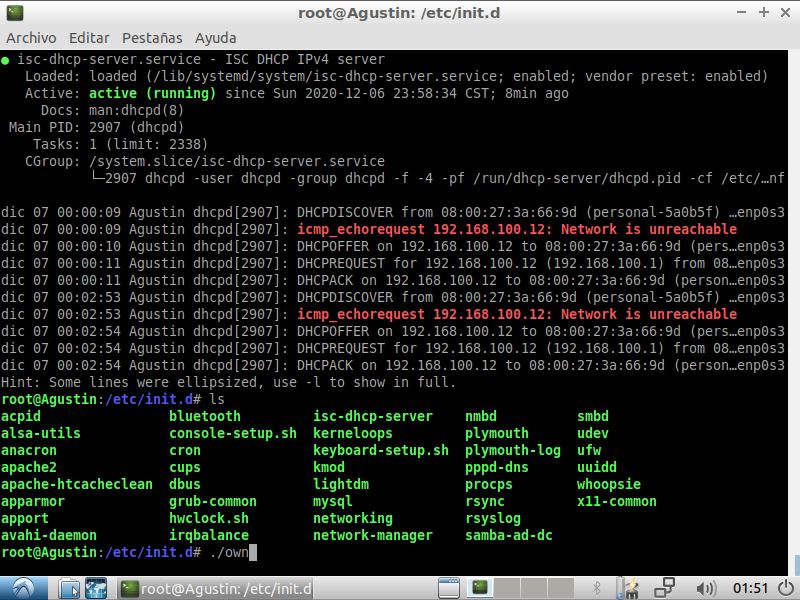 root@Agustin: /etc/init.d
Archivo Editar Pestañas Ayuda
● isc-dhcp-server.service - ISC DHCP IPv4 server
Loaded: loaded (/lib/systemd/system/isc-dhcp-server.service; enabled; vendor preset: enabled)
Active: active (running) since Sun 2020-12-06 23:58:34 CST; 8min ago
Docs: man:dhcpd(8)
Main PID: 2907 (dhcpd)
Tasks: 1 (limit: 2338)
CGroup: /system.slice/isc-dhcp-server.service
└─2907 dhcpd -user dhcpd -group dhcpd -f -4 -pf /run/dhcp-server/dhcpd.pid -cf /etc/…nf
dic 07 00:00:09 Agustin dhcpd[2907]: DHCPDISCOVER from 08:00:27:3a:66:9d (personal-5a0b5f) …enp0s3
dic 07 00:00:09 Agustin dhcpd[2907]: icmp_echorequest 192.168.100.12: Network is unreachable
dic 07 00:00:10 Agustin dhcpd[2907]: DHCPOFFER on 192.168.100.12 to 08:00:27:3a:66:9d (pers…enp0s3
dic 07 00:00:11 Agustin dhcpd[2907]: DHCPREQUEST for 192.168.100.12 (192.168.100.1) from 08…enp0s3
dic 07 00:00:11 Agustin dhcpd[2907]: DHCPACK on 192.168.100.12 to 08:00:27:3a:66:9d (person…enp0s3
dic 07 00:02:53 Agustin dhcpd[2907]: DHCPDISCOVER from 08:00:27:3a:66:9d (personal-5a0b5f) …enp0s3
dic 07 00:02:53 Agustin dhcpd[2907]: icmp_echorequest 192.168.100.12: Network is unreachable
dic 07 00:02:54 Agustin dhcpd[2907]: DHCPOFFER on 192.168.100.12 to 08:00:27:3a:66:9d (pers…enp0s3
dic 07 00:02:54 Agustin dhcpd[2907]: DHCPREQUEST for 192.168.100.12 (192.168.100.1) from 08…enp0s3
dic 07 00:02:54 Agustin dhcpd[2907]: DHCPACK on 192.168.100.12 to 08:00:27:3a:66:9d (person…enp0s3
Hint: Some lines were ellipsized, use -l to show in full.
root@Agustin:/etc/init.d# ls
acpid bluetooth isc-dhcp-server nmbd smbd
alsa-utils console-setup.sh kerneloops plymouth udev
anacron cron keyboard-setup.sh plymouth-log ufw
apache2 cups kmod pppd-dns uuidd
apache-htcacheclean dbus lightdm procps whoopsie
apparmor grub-common mysql rsync x11-common
apport hwclock.sh networking rsyslog
avahi-daemon irqbalance network-manager samba-ad-dc
root@Agustin:/etc/init.d# ./own
root@Agustin: /etc/init.d
01:51